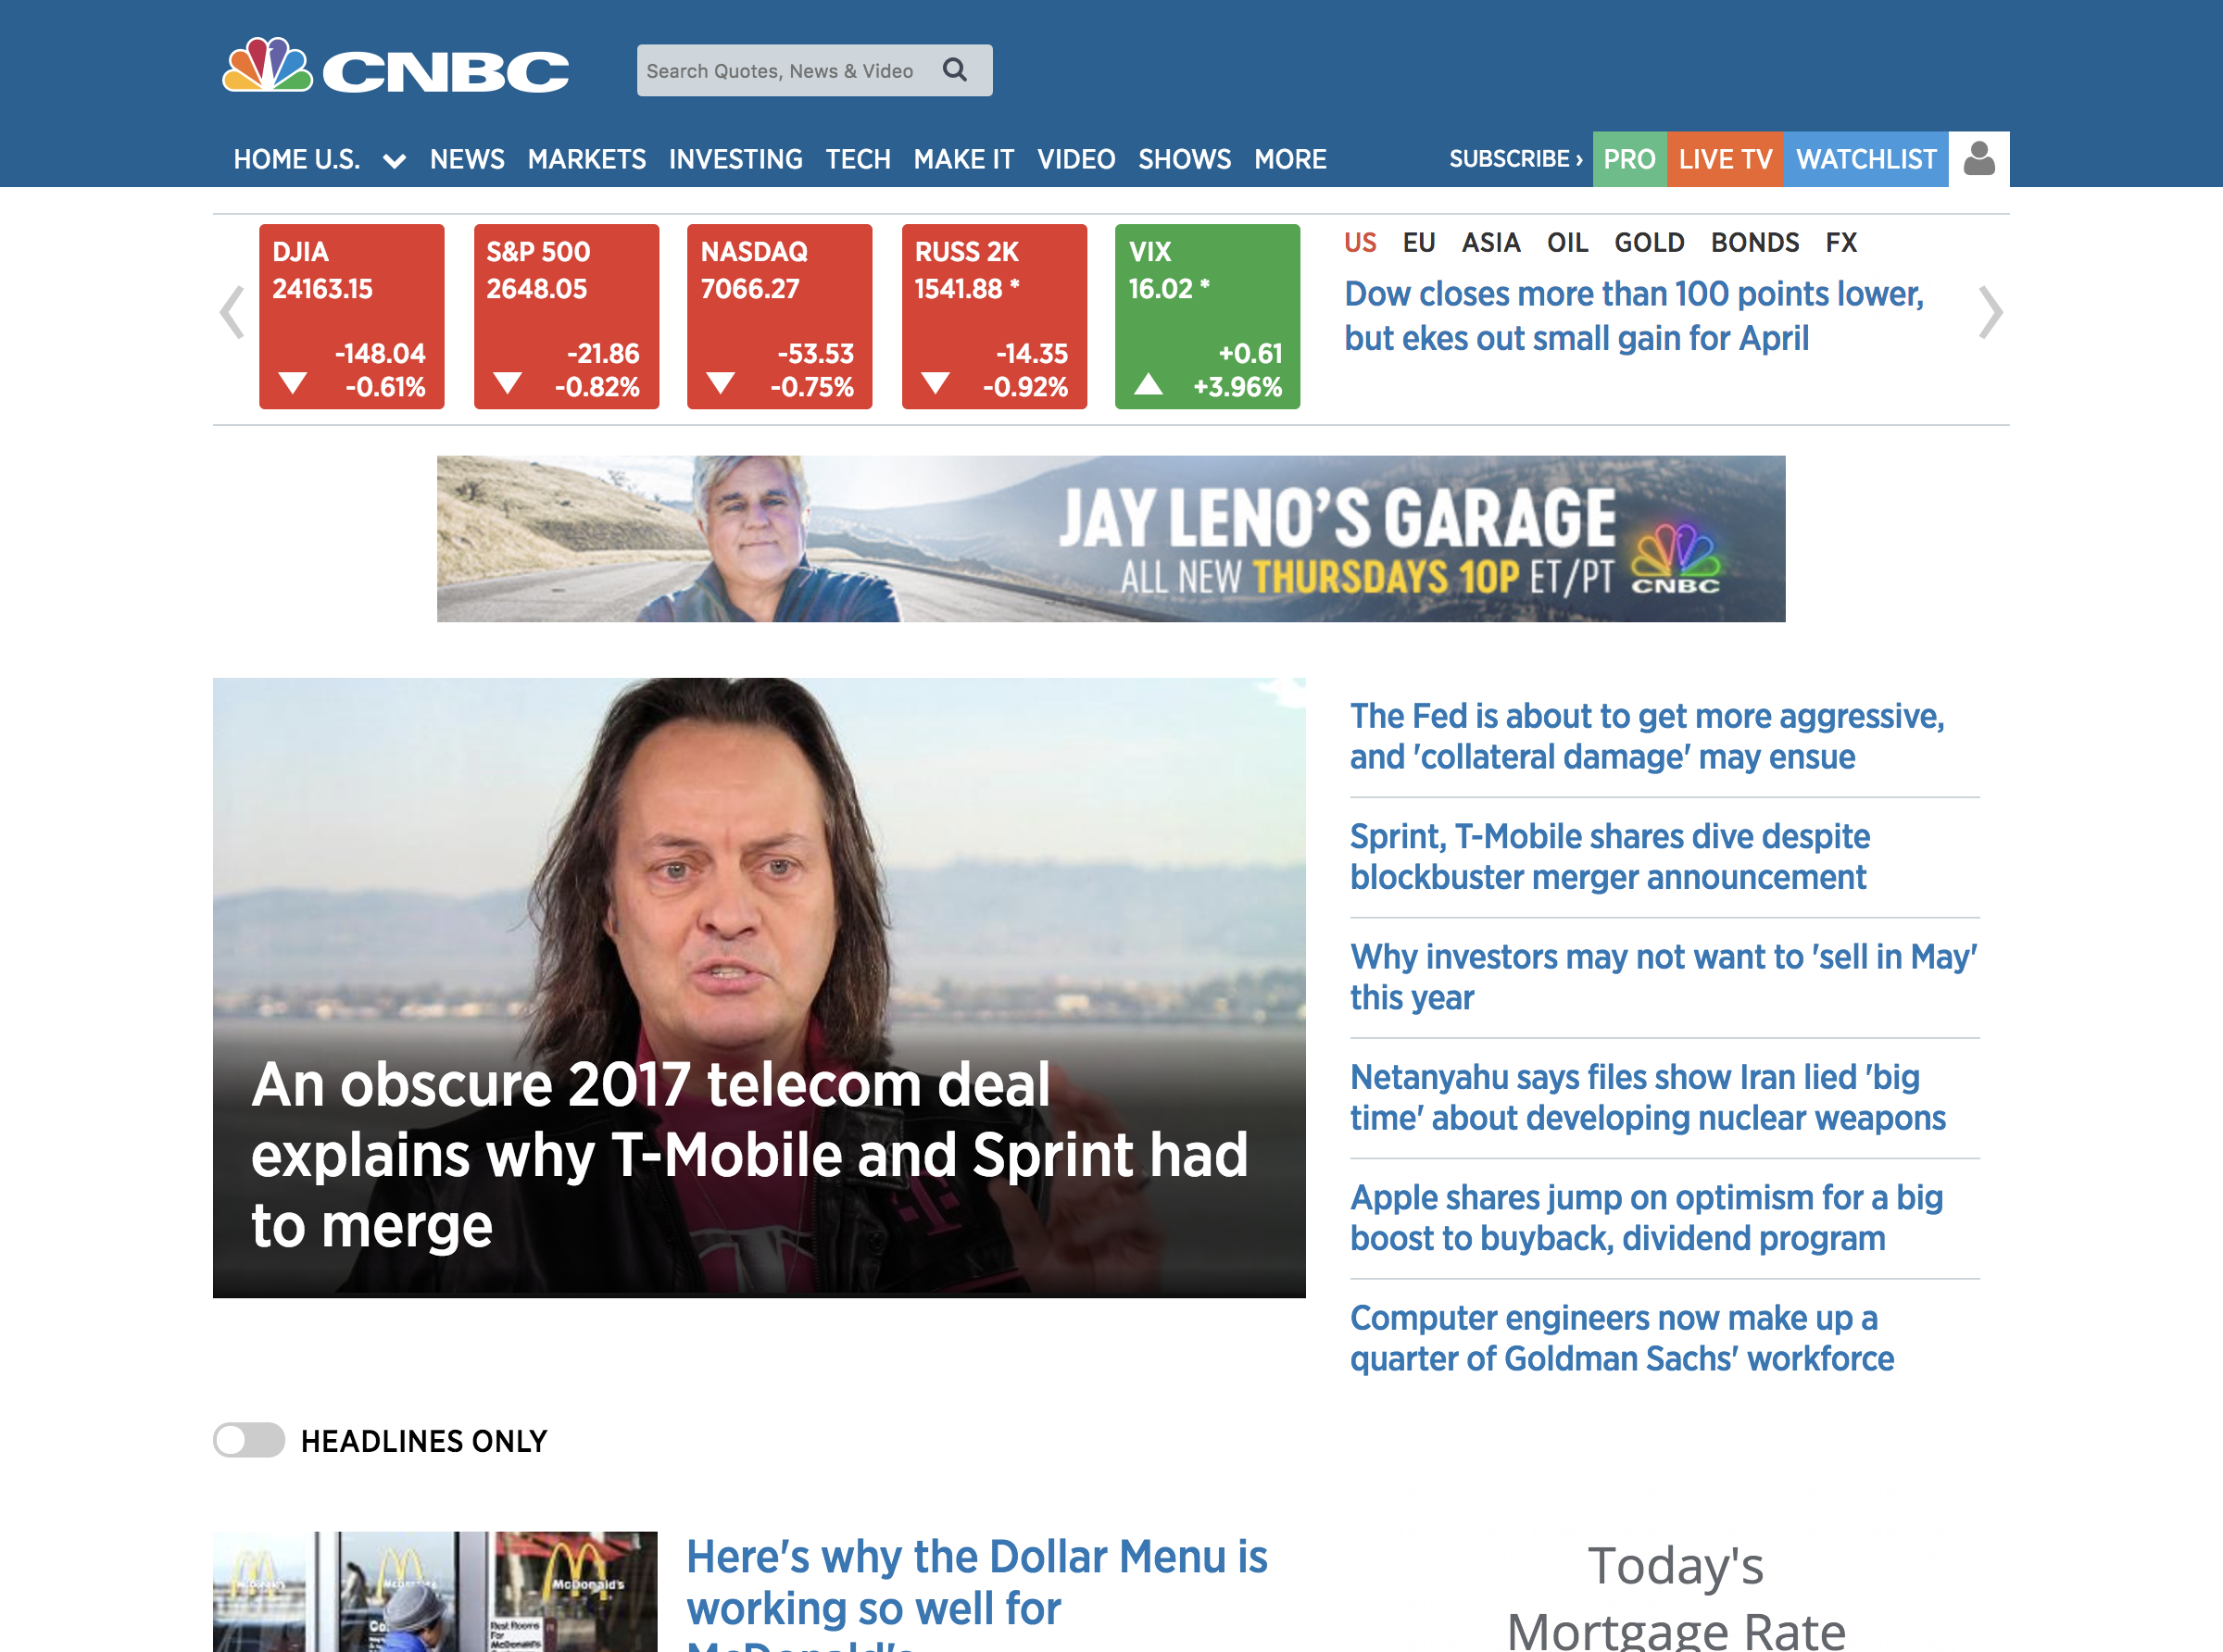 CNBC
Search Quotes, News & Video
HOME U.S. NEWS MARKETS INVESTING TECH MAKE IT VIDEO SHOWS MORE
SUBSCRIBE › PRO LIVE TV WATCHLIST
DJIA
24163.15
-148.04
-0.61%
S&P 500
2648.05
-21.86
-0.82%
NASDAQ
7066.27
-53.53
-0.75%
RUSS 2K
1541.88 *
-14.35
-0.92%
VIX
16.02 *
+0.61
+3.96%
US EU ASIA OIL GOLD BONDS FX
Dow closes more than 100 points lower,
but ekes out small gain for April
JAY LENO'S GARAGE
ALL NEW THURSDAYS 10P ET/PT
CNBC
An obscure 2017 telecom deal
explains why T-Mobile and Sprint had
to merge
The Fed is about to get more aggressive,
and 'collateral damage' may ensue
Sprint, T-Mobile shares dive despite
blockbuster merger announcement
Why investors may not want to 'sell in May'
this year
Netanyahu says files show Iran lied 'big
time' about developing nuclear weapons
Apple shares jump on optimism for a big
boost to buyback, dividend program
Computer engineers now make up a
quarter of Goldman Sachs' workforce
HEADLINES ONLY
McDonald's
Rest Rooms
For
McDonald's
Here's why the Dollar Menu is
working so well for
McDonald's
Today's
Mortgage Rate